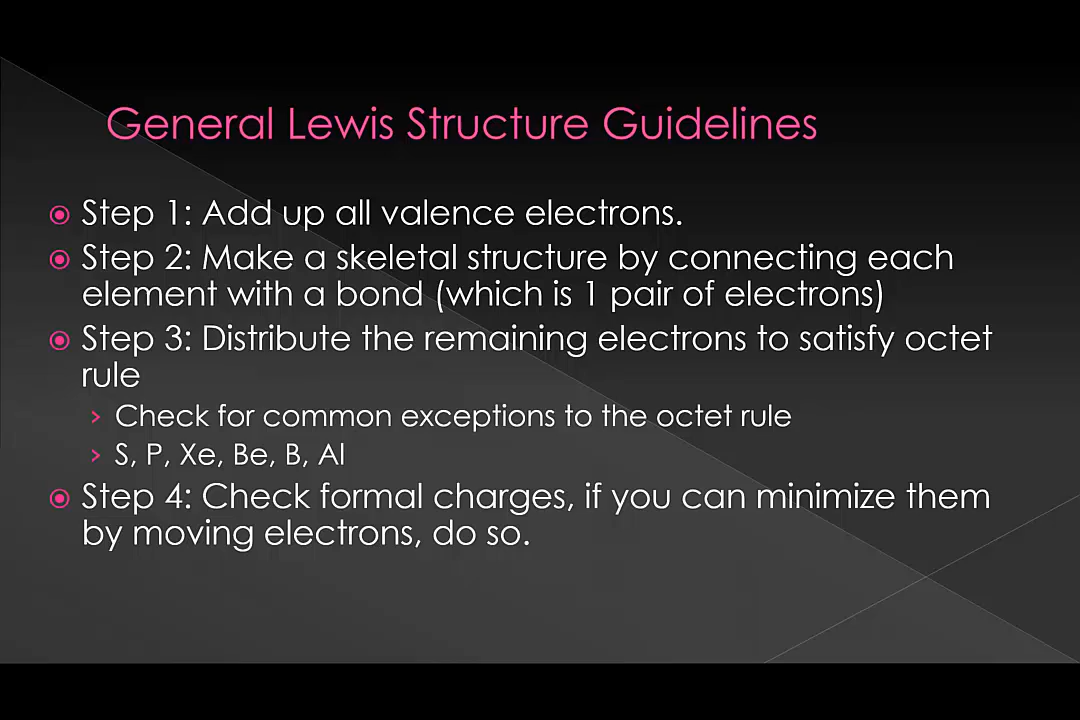 General Lewis Structure Guidelines
Step 1: Add up all valence electrons.
Step 2: Make a skeletal structure by connecting each
element with a bond (which is 1 pair of electrons)
Step 3: Distribute the remaining electrons to satisfy octet
rule
Check for common exceptions to the octet rule
S, P, Xe, Be, B, Al
Step 4: Check formal charges, if you can minimize them
by moving electrons, do so.